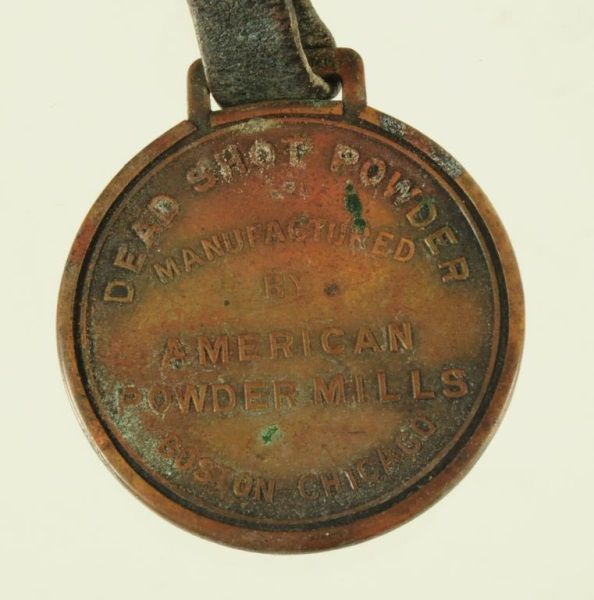 DEAD SHOT POWDER
MANUFACTURED
BY
AMERICAN
POWDER MILLS
BOSTON-CHICAGO